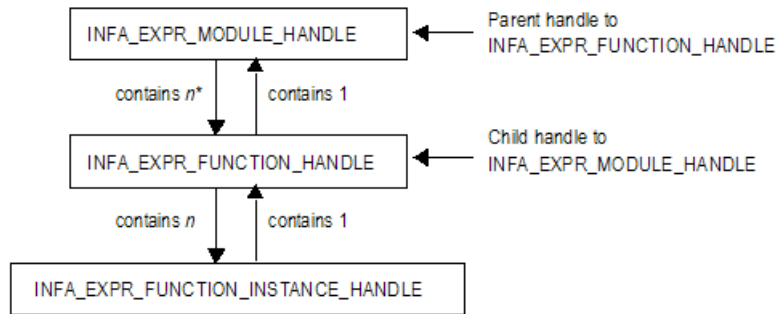 INFA_EXPR_MODULE_HANDLE
Parent handle to
INFA_EXPR_FUNCTION_HANDLE
contains n*
contains 1
INFA_EXPR_FUNCTION_HANDLE
Child handle to
INFA_EXPR_MODULE_HANDLE
contains n
contains 1
INFA_EXPR_FUNCTION_INSTANCE_HANDLE